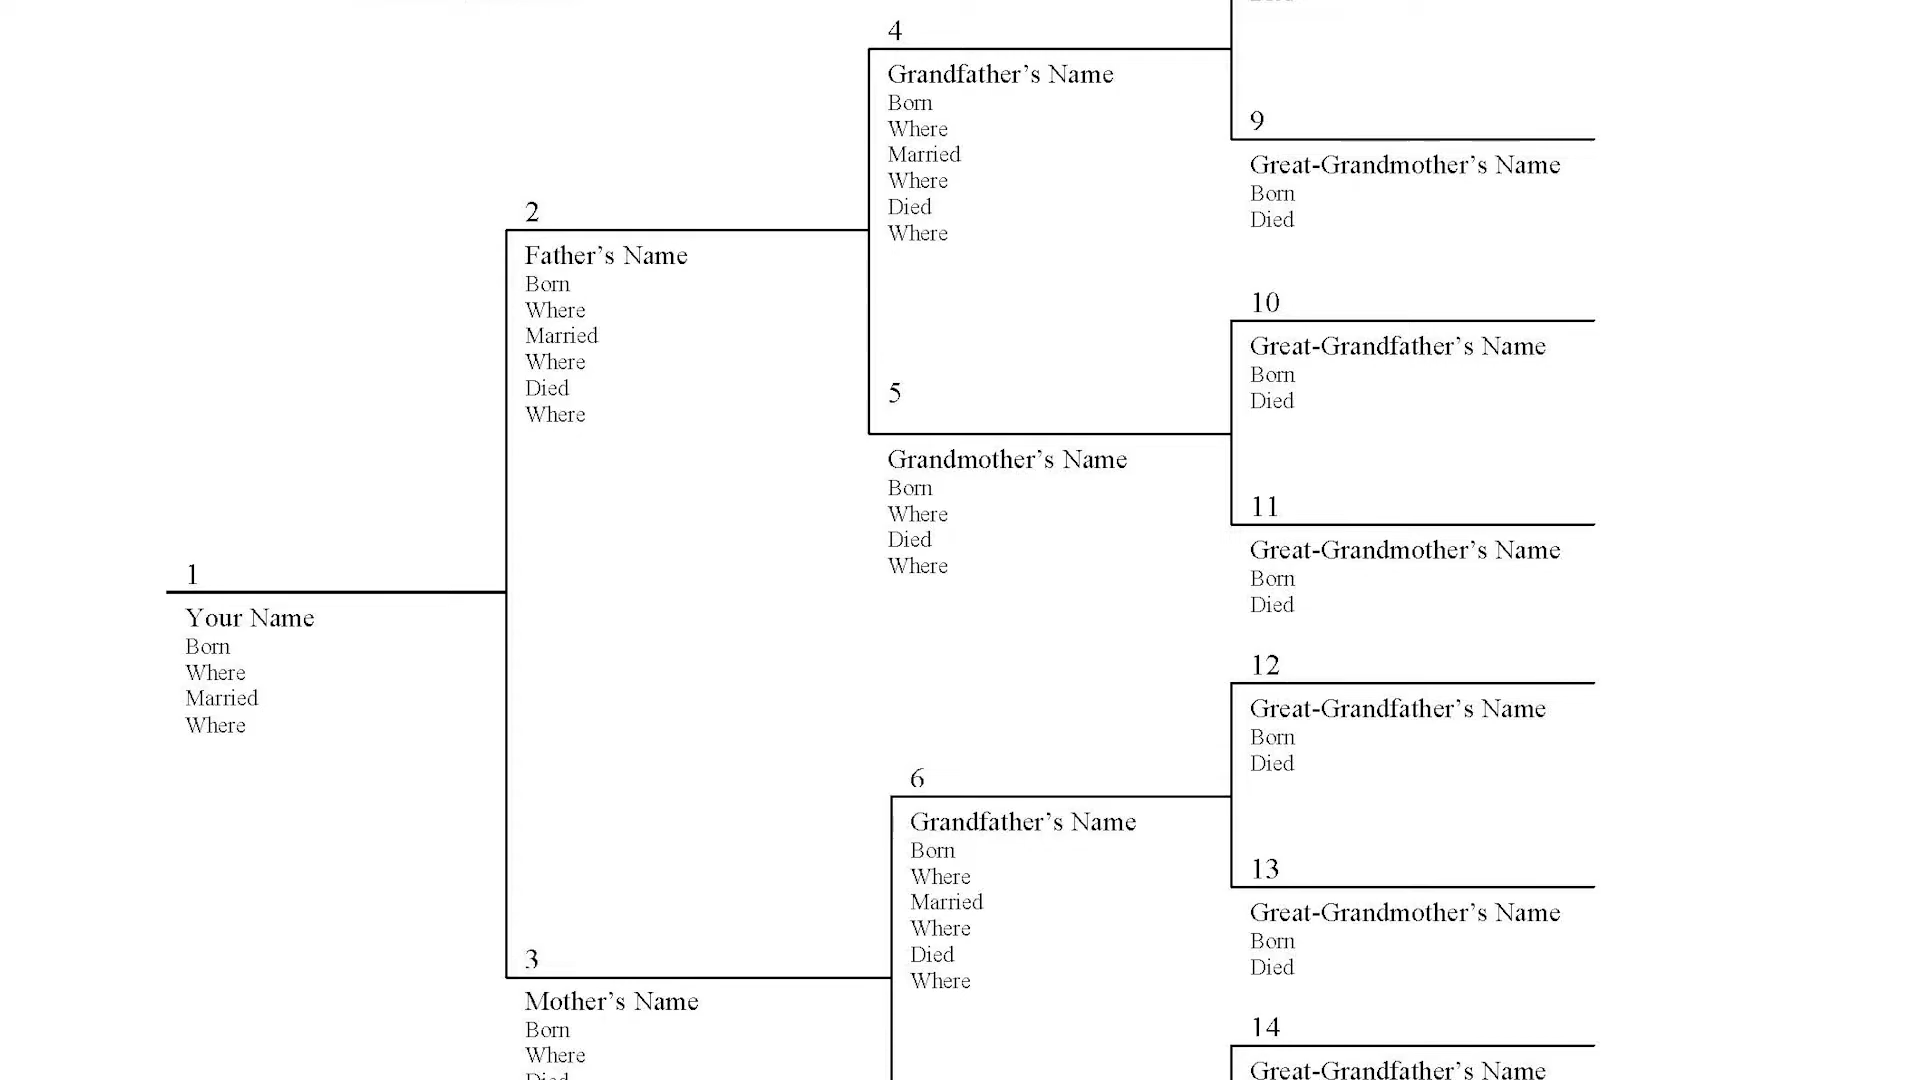 1
Your Name
Born
Where
Married
Where
2
Father’s Name
Born
Where
Married
Where
Died
Where
3
Mother’s Name
Born
Where
Died
4
Grandfather’s Name
Born
Where
Married
Where
Died
Where
5
Grandmother’s Name
Born
Where
Died
Where
6
Grandfather’s Name
Born
Where
Married
Where
Died
Where
9
Great-Grandmother’s Name
Born
Died
10
Great-Grandfather’s Name
Born
Died
11
Great-Grandmother’s Name
Born
Died
12
Great-Grandfather’s Name
Born
Died
13
Great-Grandmother’s Name
Born
Died
14
Great-Grandfather’s Name